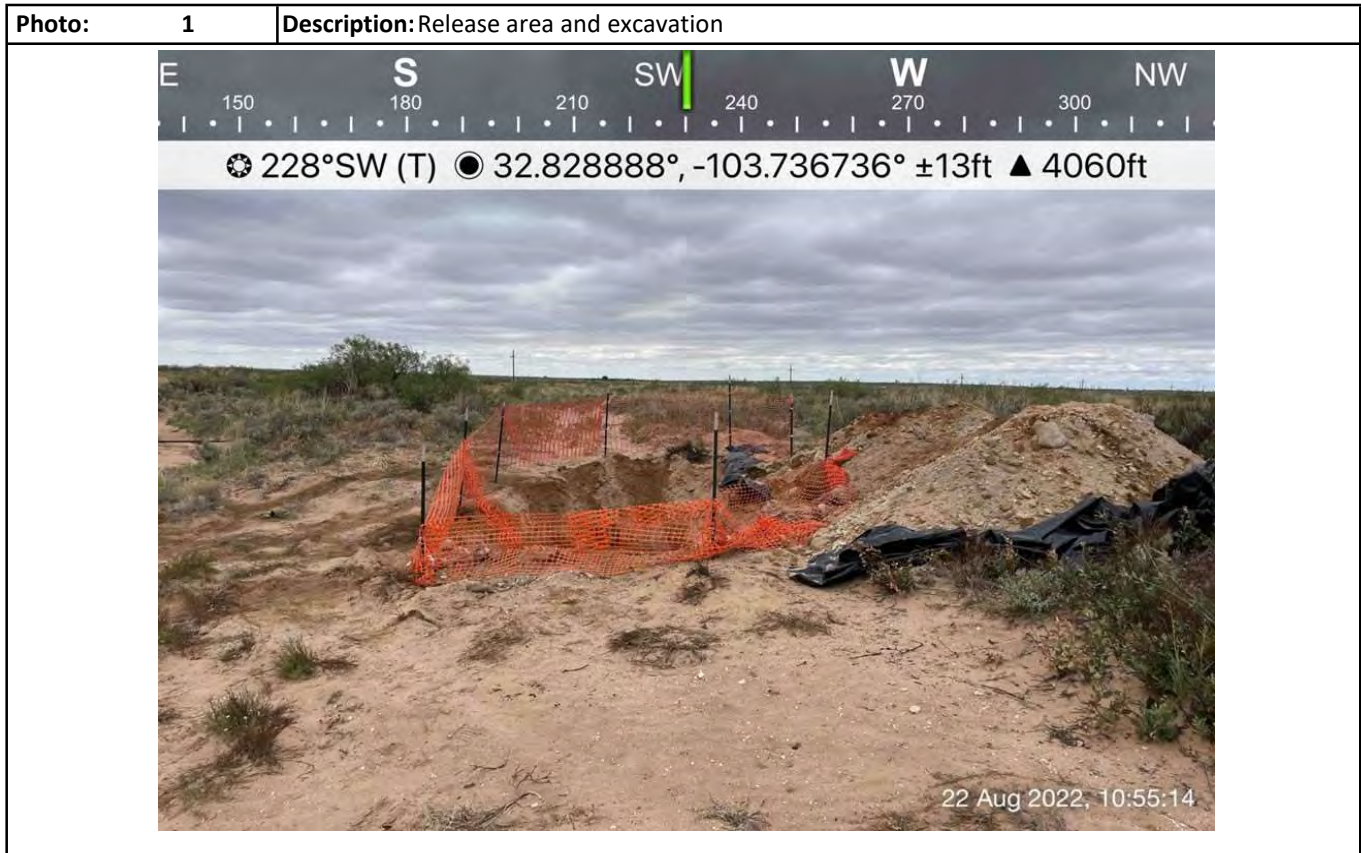 Photo: 1 Description: Release area and excavation
E S SW W NW
150 180 210 240 270 300
228°SW (T) 32.828888°, -103.736736° ±13ft ▲ 4060ft
22 Aug 2022, 10:55:14